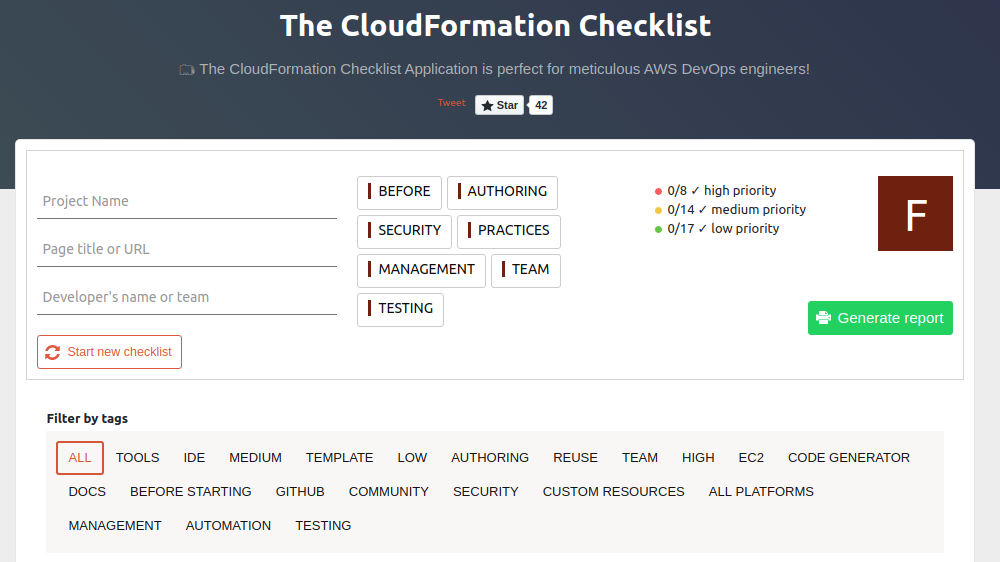 The CloudFormation Checklist
The CloudFormation Checklist Application is perfect for meticulous AWS DevOps engineers!
Tweet Star 42
Project Name
Page title or URL
Developer's name or team
Start new checklist
BEFORE AUTHORING
SECURITY PRACTICES
MANAGEMENT TEAM
TESTING
0/8 ✓ high priority
0/14 ✓ medium priority
0/17 ✓ low priority
F
Generate report
Filter by tags
ALL TOOLS IDE MEDIUM TEMPLATE LOW AUTHORING REUSE TEAM HIGH EC2 CODE GENERATOR
DOCS BEFORE STARTING GITHUB COMMUNITY SECURITY CUSTOM RESOURCES ALL PLATFORMS
MANAGEMENT AUTOMATION TESTING